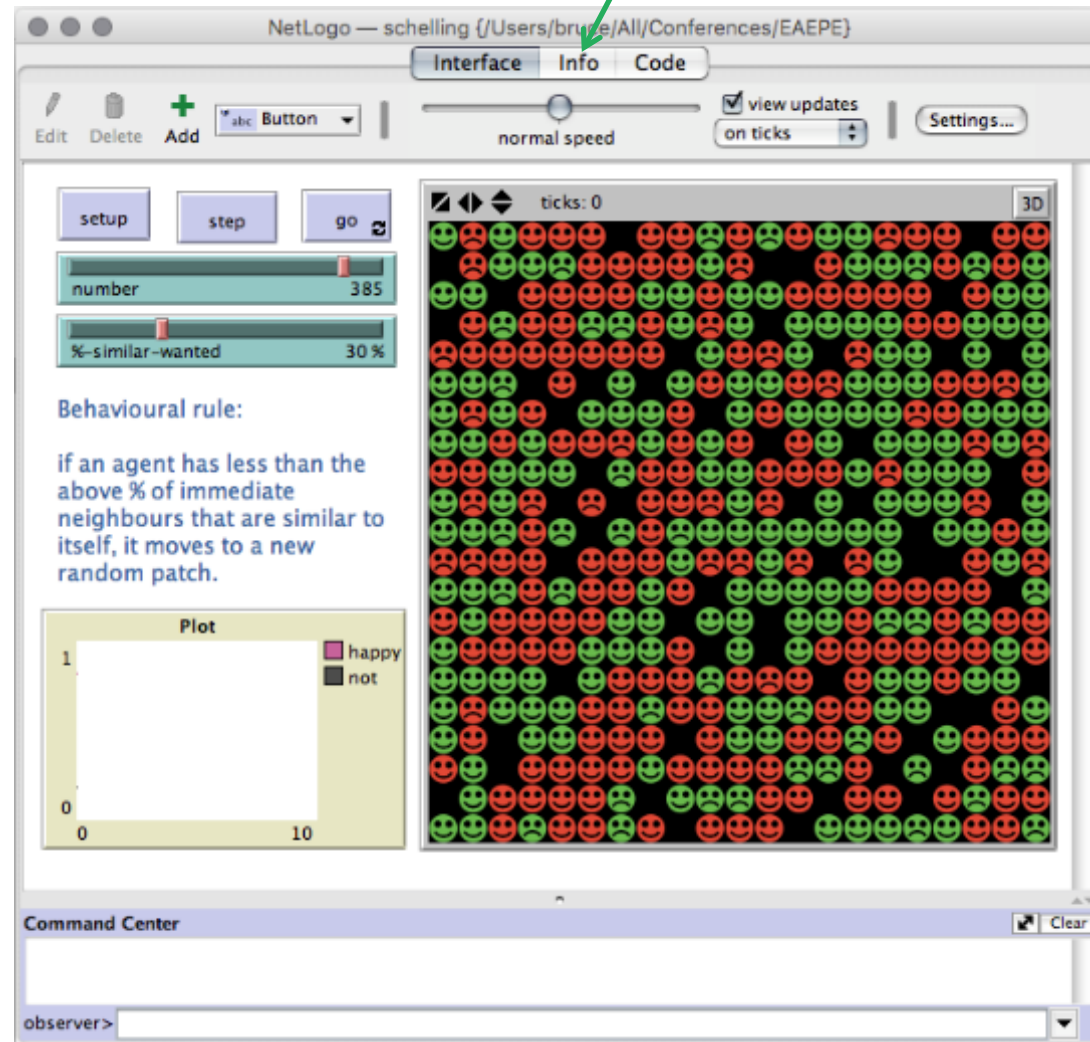 NetLogo — schelling {/Users/bruce/All/Conferences/EAEPE}
Interface Info Code
Edit Delete Add abc Button normal speed view updates
on ticks Settings...
setup step go
ticks: 0 3D
number 385
%-similar-wanted 30 %
Behavioural rule:
if an agent has less than the
above % of immediate
neighbours that are similar to
itself, it moves to a new
random patch.
Plot
1
0
0 10
happy
not
Command Center Clear
observer>